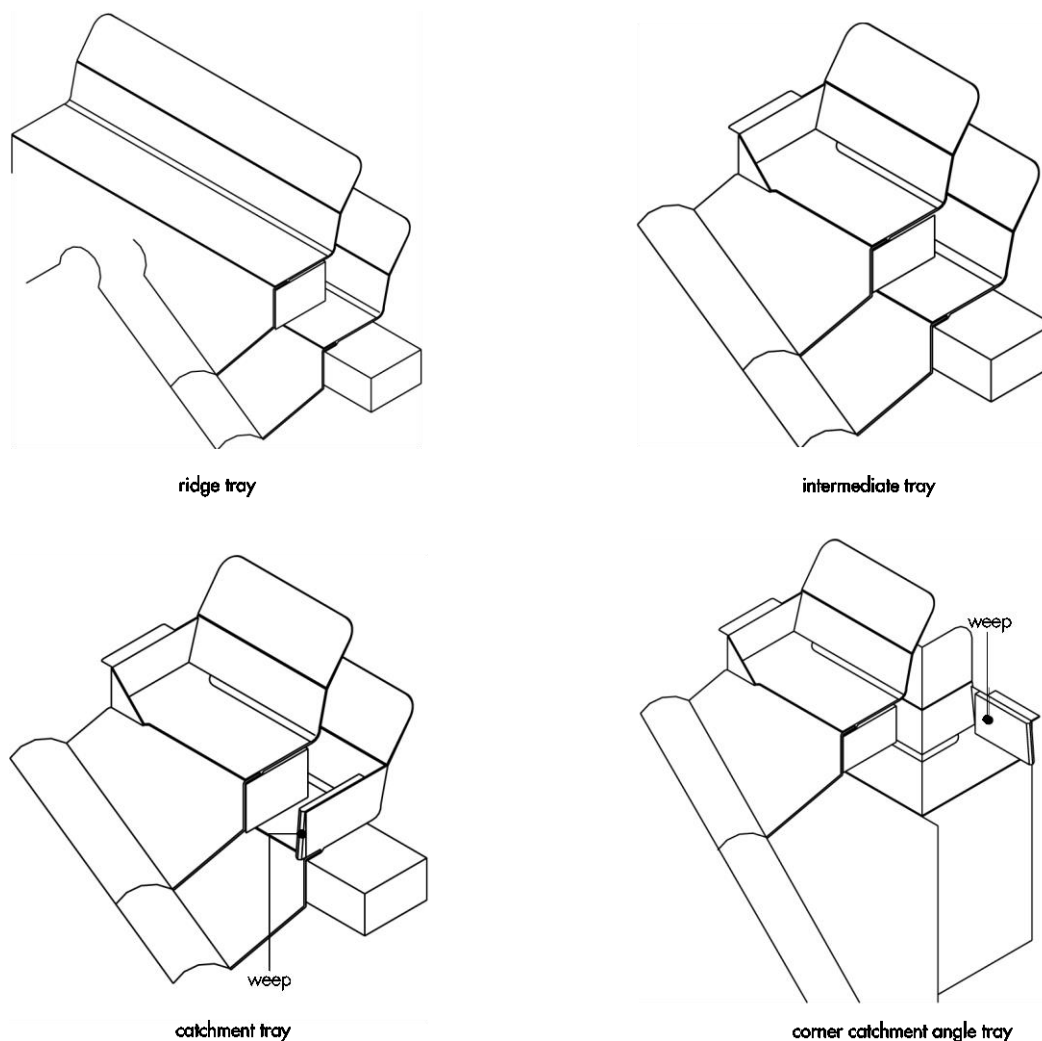 ridge tray
intermediate tray
weep
weep
catchment tray
corner catchment angle tray